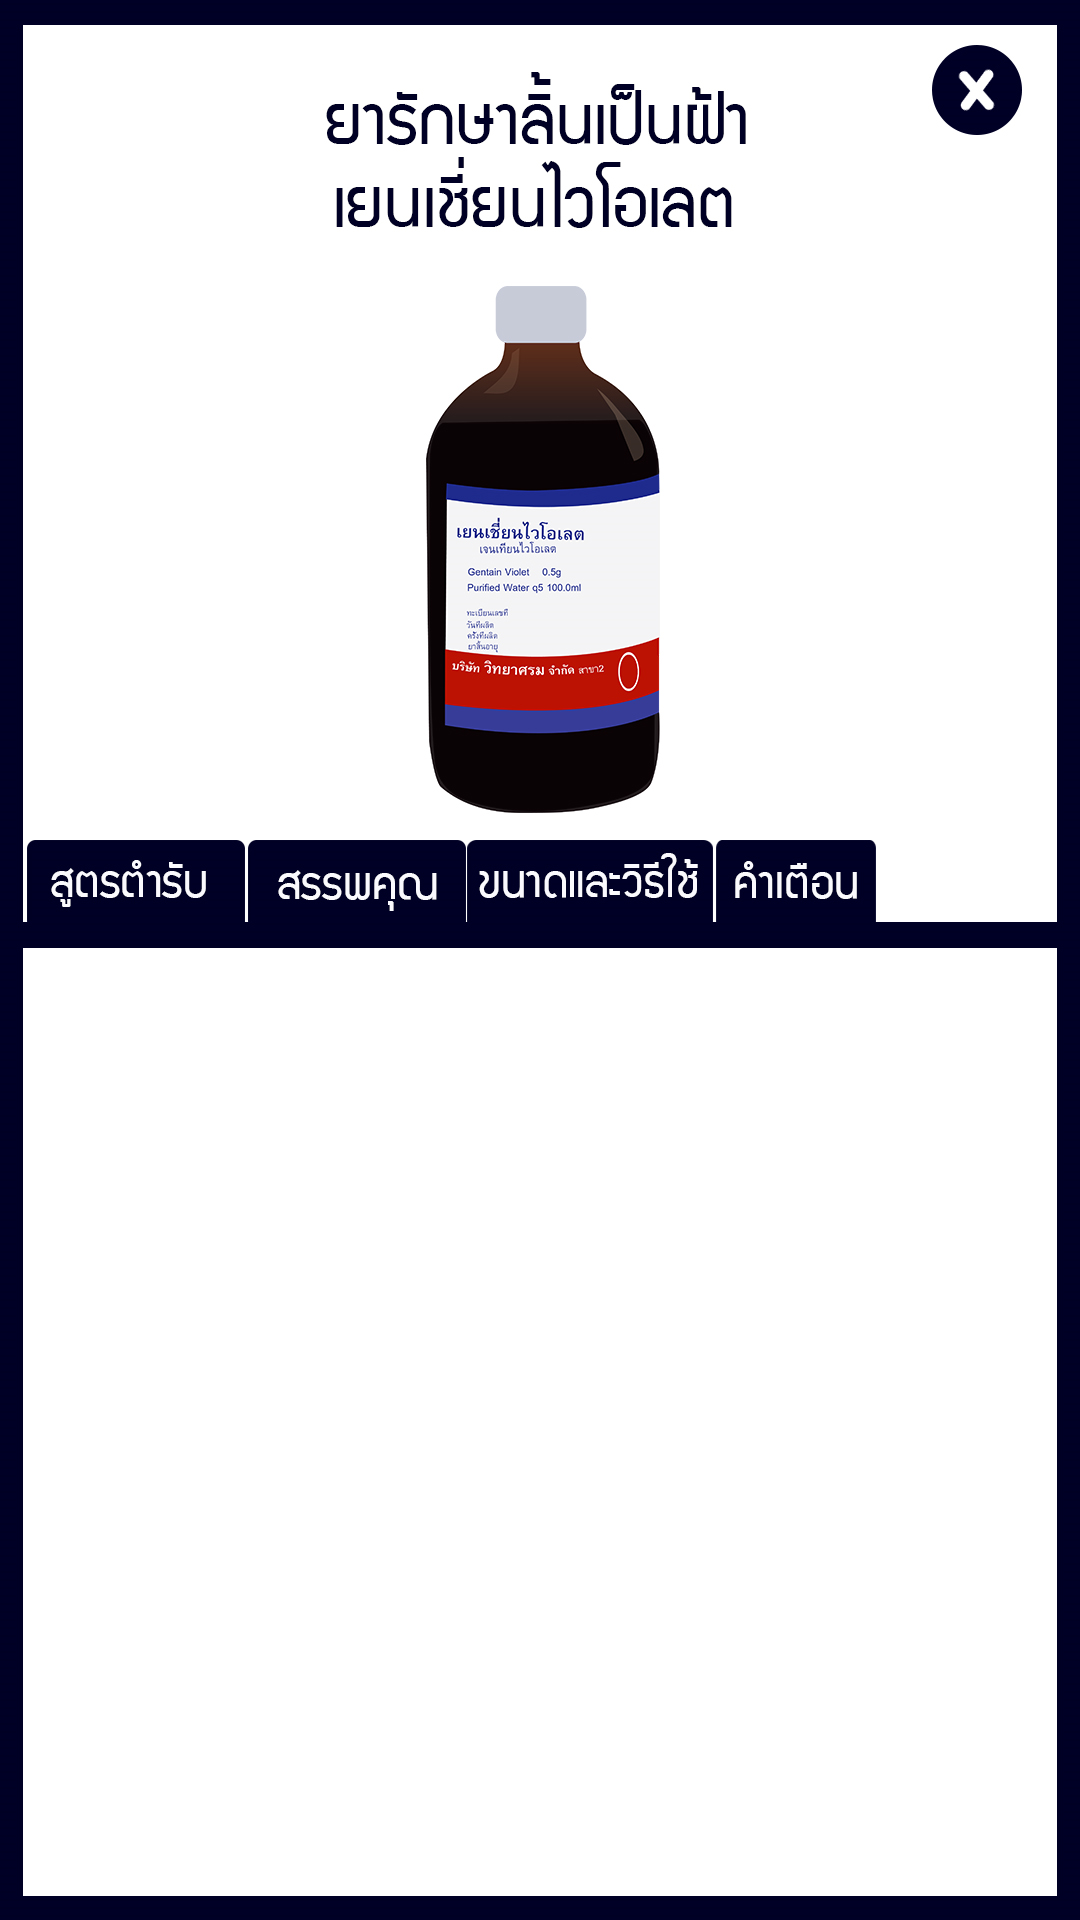 ยารักษาลิ้นเป็นฝ้า
เยนเชี่ยนไวโอเลต
X
เยนเชี่ยนไวโอเลต
เจนเทียนไวโอเลต
Gentain Violet 0.5g
Purified Water q5 100.0ml
ทะเบียนเลขที่
วันที่ผลิต
ครั้งที่ผลิต
ยาสิ้นอายุ
บริษัท วิทยาศรม จำกัด สาขา2
สูตรตำรับ สรรพคุณ ขนาดและวิธีใช้ คำเตือน